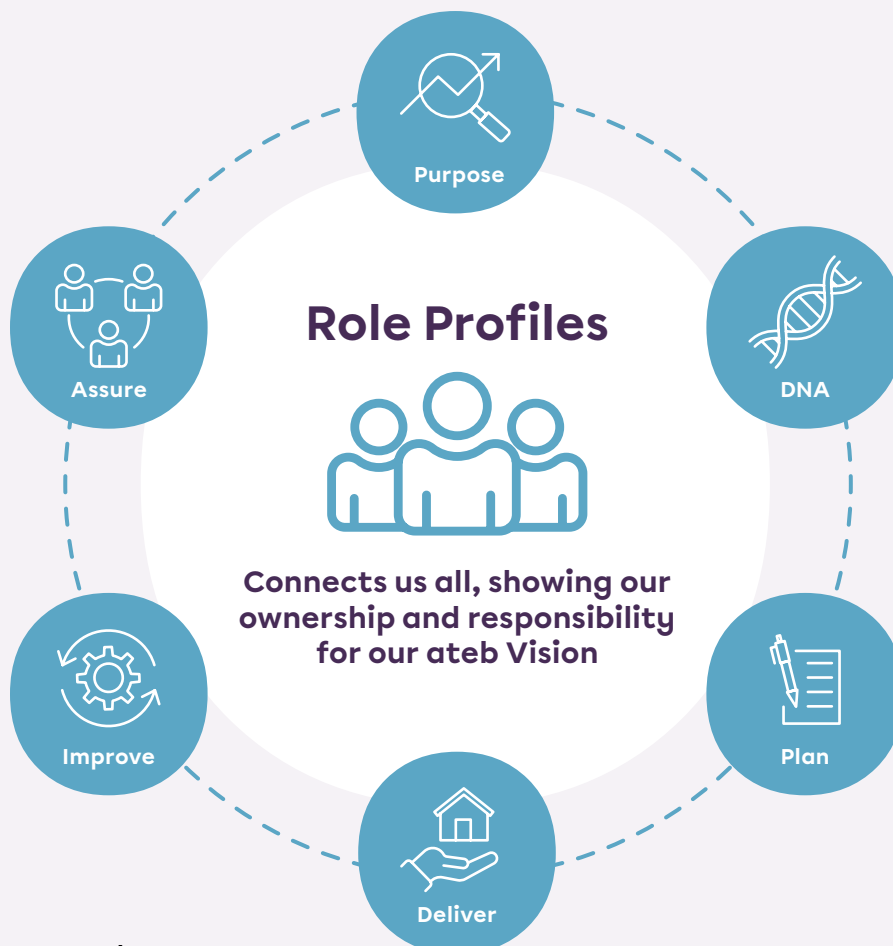 Purpose
Assure
Role Profiles
DNA
Connects us all, showing our
ownership and responsibility
for our ateb Vision
Improve
Plan
Deliver